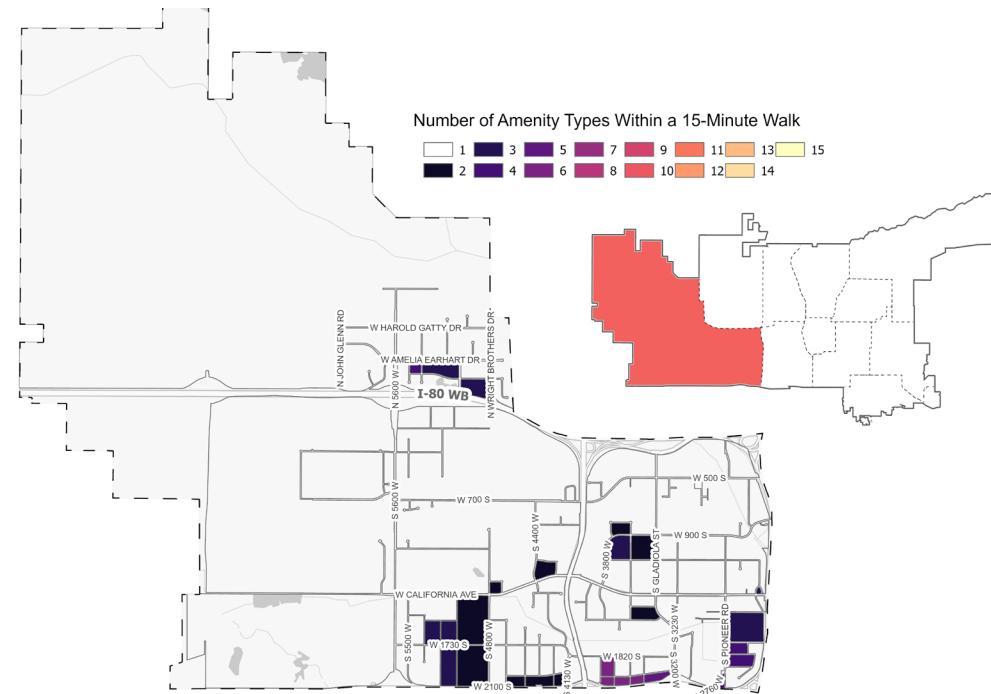 Number of Amenity Types Within a 15-Minute Walk
1 3 5 7 9 11 13 15
2 4 6 8 10 12 14
N JOHN GLENN RD
W HAROLD GATTY DR
N WRIGHT BROTHERS DR
W AMELIA EARHART DR
N 5600 W
I-80 WB
W 500 S
S 5600 W
W 700 S
S 4400 W
W 900 S
S 3800 W
S GLADIOLA ST
W CALIFORNIA AVE
S 5500 W
W 1730 S
S 4800 W
S 3230 W
S PIONEER RD
W 1820 S
S 4130 W
S 3200 W
W 2100 S
2760 W